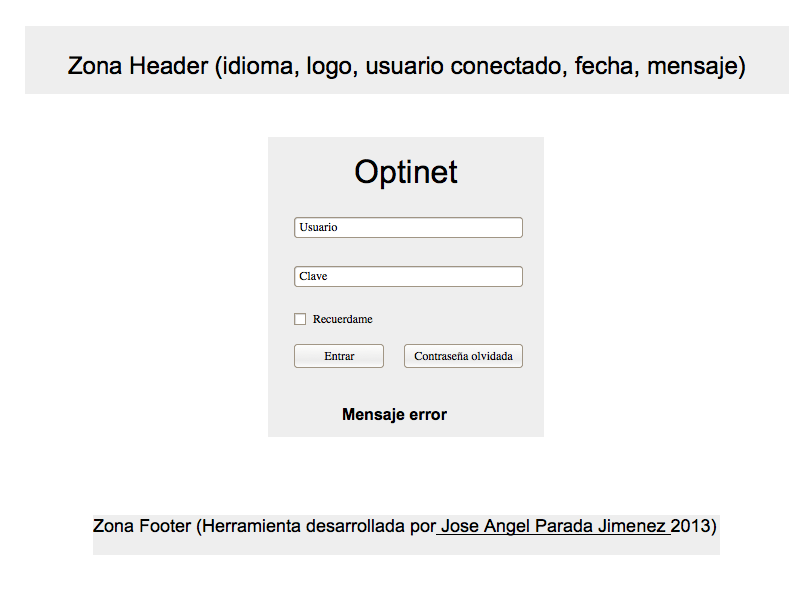 Zona Header (idioma, logo, usuario conectado, fecha, mensaje)
Optinet
Usuario
Clave
Recuerdame
Entrar
Contraseña olvidada
Mensaje error
Zona Footer (Herramienta desarrollada por Jose Angel Parada Jimenez 2013)